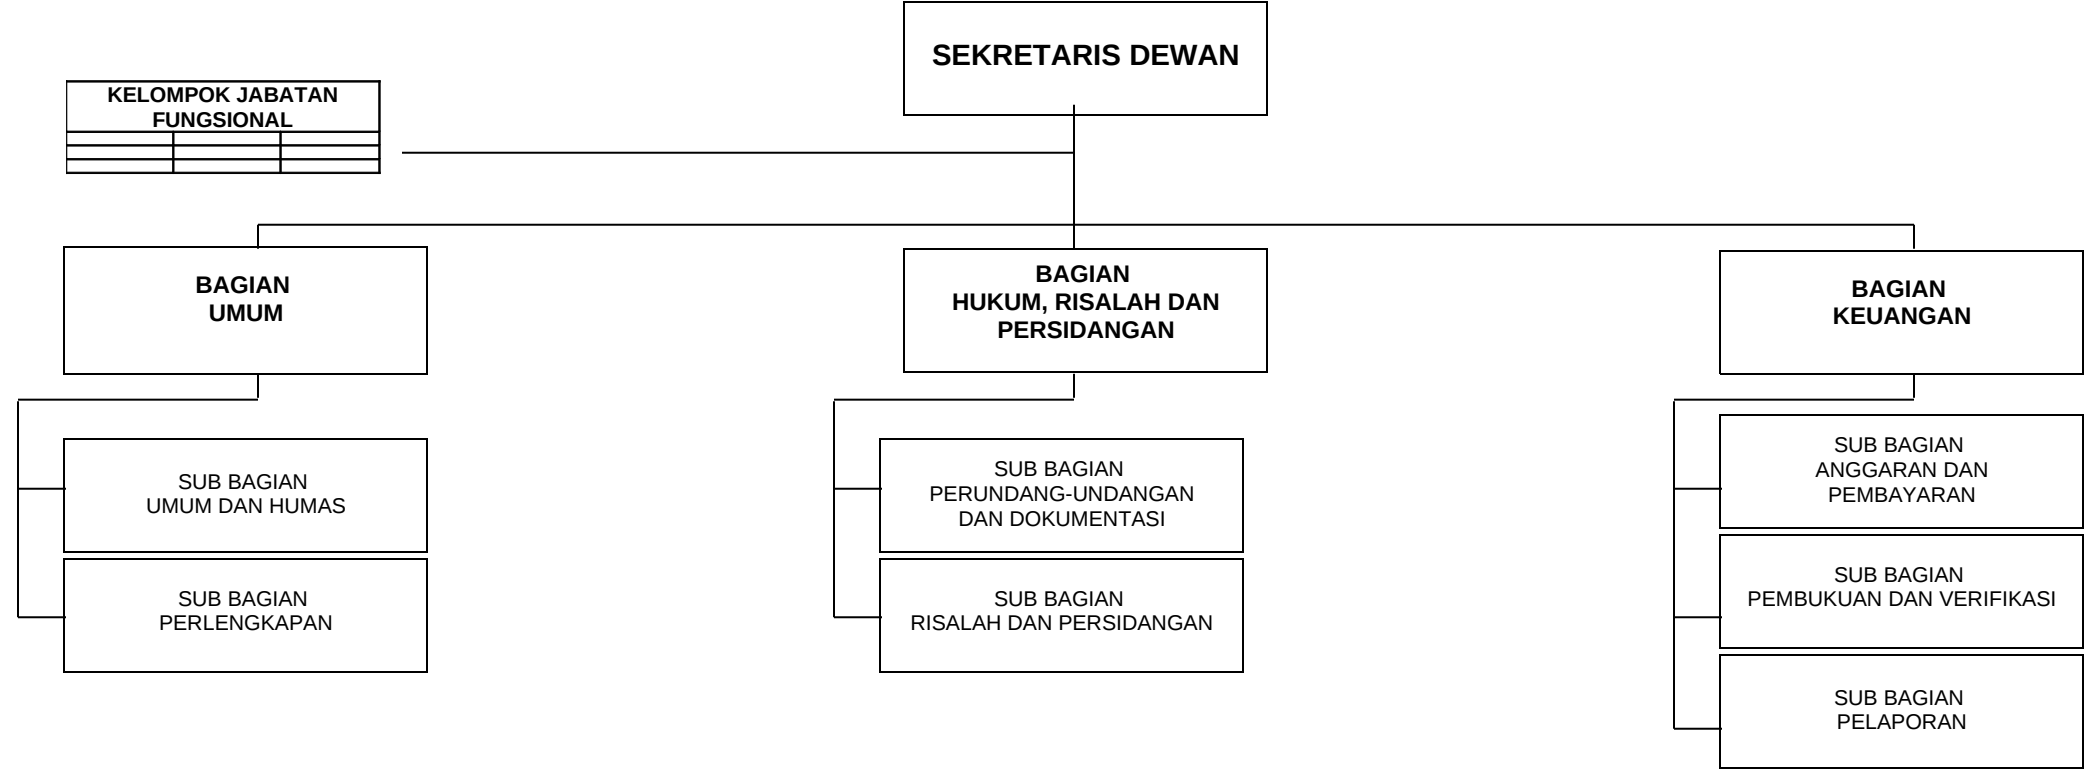 SEKRETARIS DEWAN
KELOMPOK JABATAN
FUNGSIONAL
BAGIAN
UMUM
BAGIAN
HUKUM, RISALAH DAN
PERSIDANGAN
BAGIAN
KEUANGAN
SUB BAGIAN
UMUM DAN HUMAS
SUB BAGIAN
PERLENGKAPAN
SUB BAGIAN
PERUNDANG-UNDANGAN
DAN DOKUMENTASI
SUB BAGIAN
RISALAH DAN PERSIDANGAN
SUB BAGIAN
ANGGARAN DAN
PEMBAYARAN
SUB BAGIAN
PEMBUKUAN DAN VERIFIKASI
SUB BAGIAN
PELAPORAN